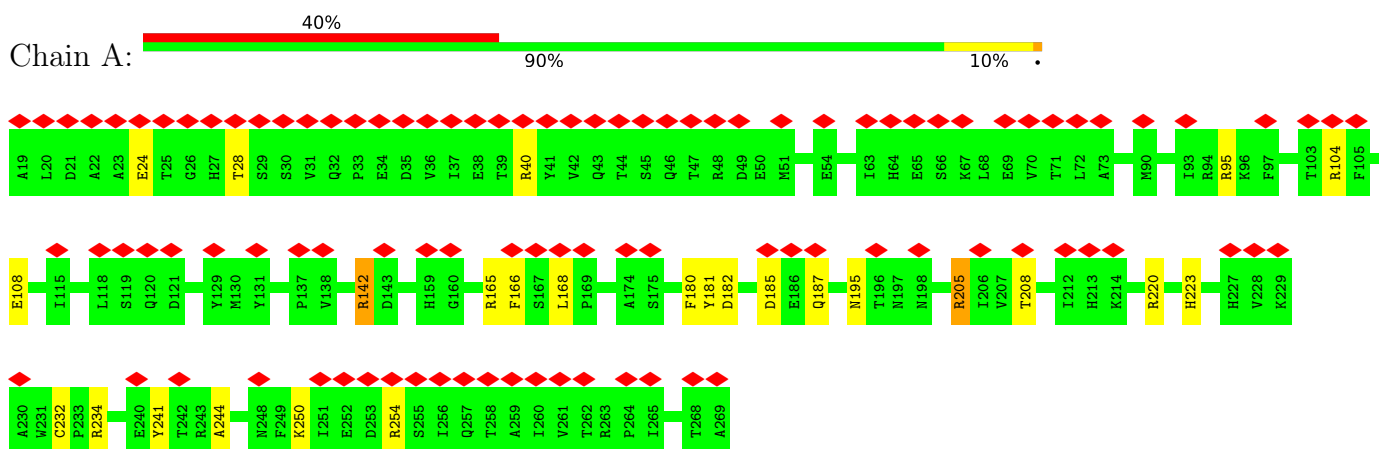 40%
Chain A:
90% 10% •
A19 L20 D21 A22 A23 E24 T25 G26 H27 T28 S29 S30 V31 Q32 P33 E34 D35 V36 I37 E38 T39 R40 Y41 V42 Q43 T44 S45 Q46 T47 R48 D49 E50 M51 E54 I63 H64 E65 S66 K67 L68 E69 V70 T71 L72 A73 M90 I93 R94 R95 K96 F97 T103 R104 F105
E108 I115 L118 S119 Q120 D121 Y129 M130 Y131 P137 V138 R142 D143 H159 G160 R165 F166 S167 L168 P169 A174 S175 F180 Y181 D182 D185 E186 Q187 N195 T196 N197 N198 R205 I206 V207 T208 I212 H213 K214 R220 H223 H227 V228 K229
A230 W231 C232 P233 R234 E240 Y241 T242 R243 A244 N248 F249 K250 I251 E252 D253 R254 S255 I256 Q257 T258 A259 I260 V261 T262 R263 P264 I265 T268 A269